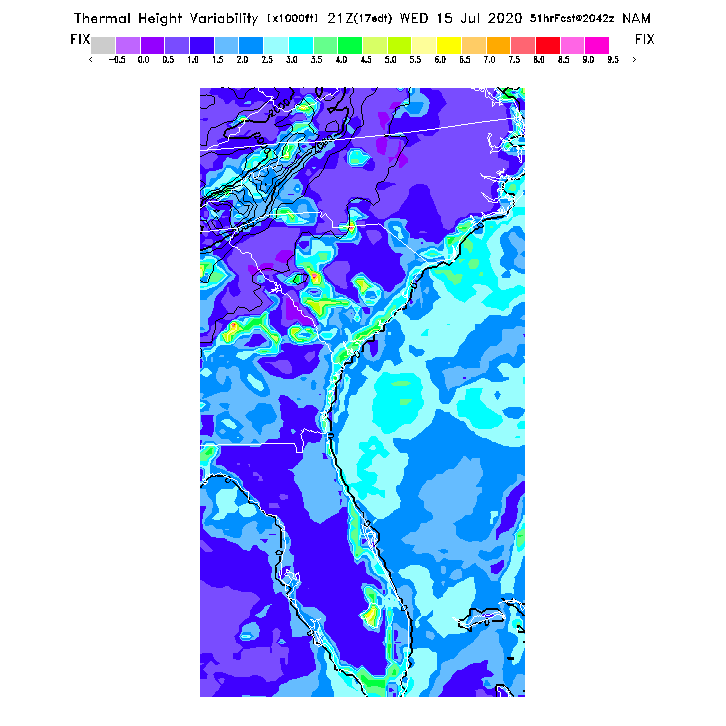 Thermal Height Variability [x1000ft] 21Z(17edt) WED 15 Jul 2020 51hrFcst@2042z NAM
FIX FIX
< -0.5 0.0 0.5 1.0 1.5 2.0 2.5 3.0 3.5 4.0 4.5 5.0 5.5 6.0 6.5 7.0 7.5 8.0 8.5 9.0 9.5 >